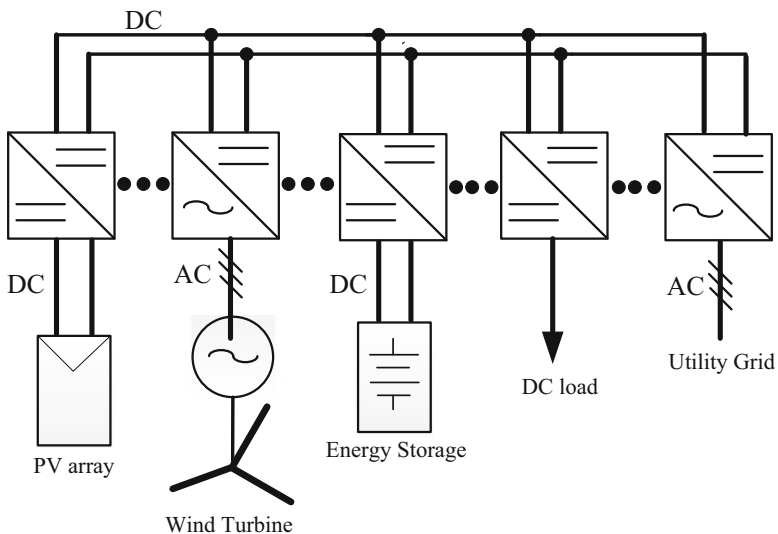 DC
DC
AC
DC
AC
DC load
Utility Grid
Energy Storage
PV array
Wind Turbine